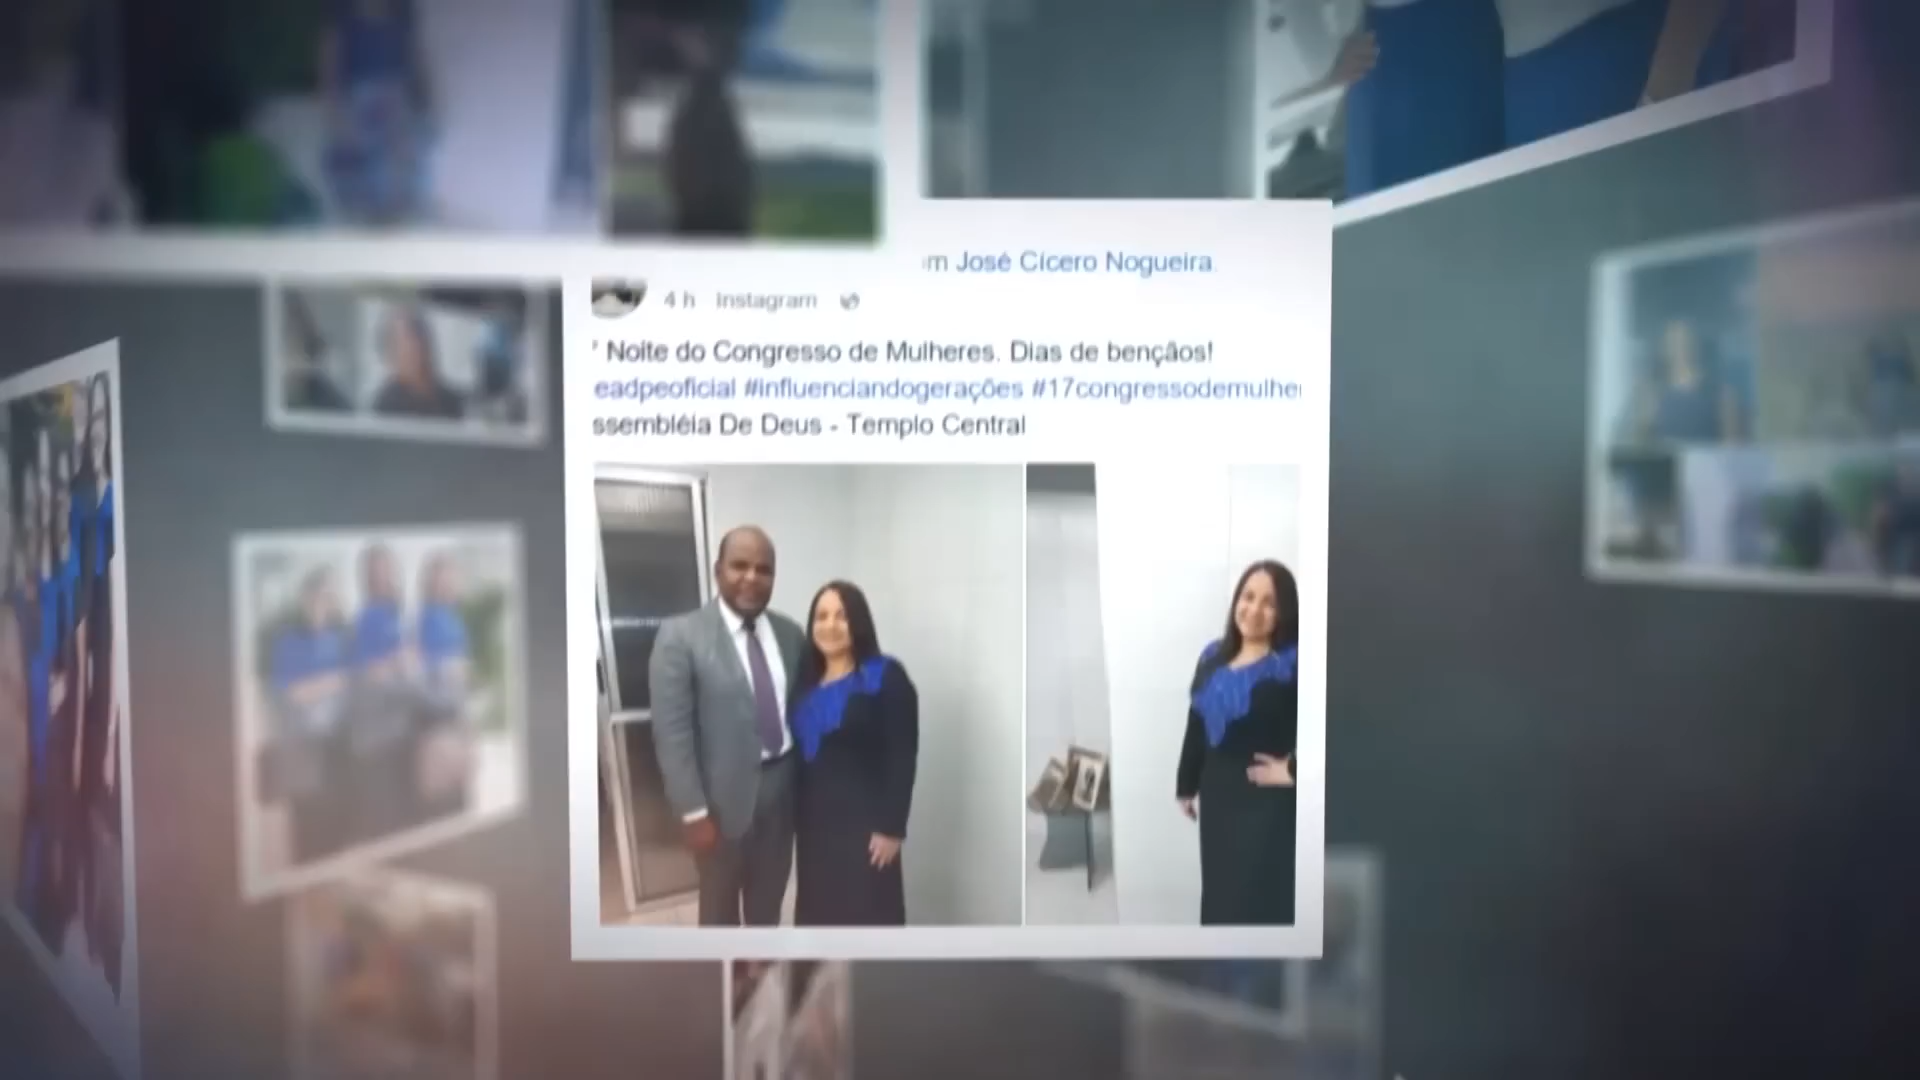 m José Cícero Nogueira.
4 h Instagram
Noite do Congresso de Mulheres. Dias de bençãos!
eadpeoficial #influenciandogerações #17congressodemulhe
ssembléia De Deus - Templo Central